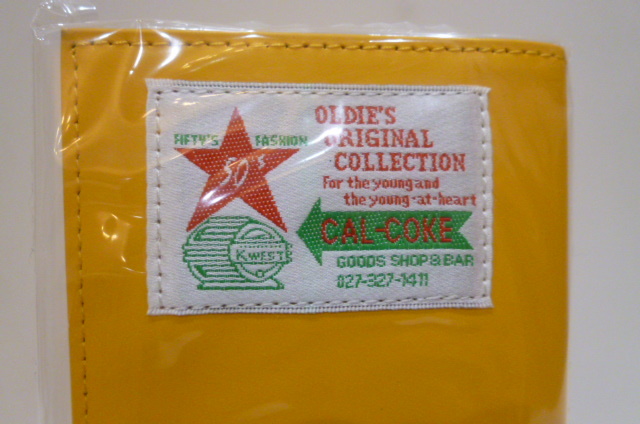 OLDIE'S
ORIGINAL
COLLECTION
FIFTY'S FASHION
50's
For the young and
the young-at-heart
CAL-COKE
K WEST
GOODS SHOP & BAR
027-327-1411